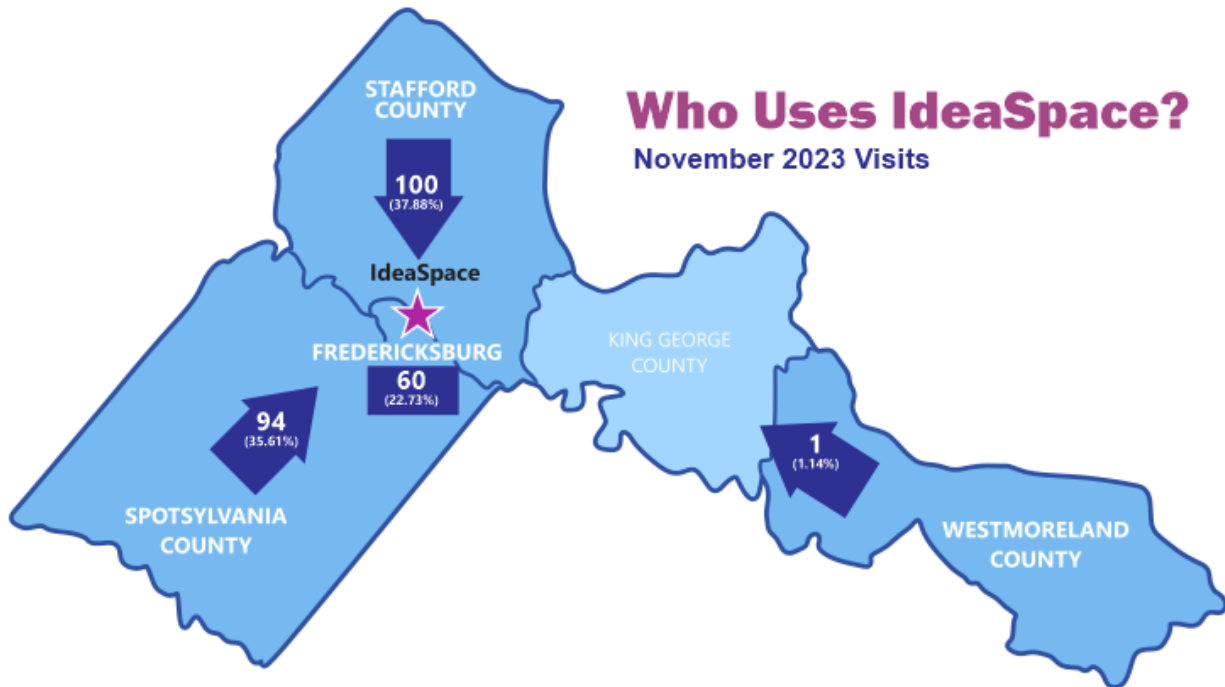 Who Uses IdeaSpace?
November 2023 Visits
STAFFORD
COUNTY
100
(37.88%)
IdeaSpace
FREDERICKSBURG
60
(22.73%)
94
(35.61%)
SPOTSYLVANIA
COUNTY
KING GEORGE
COUNTY
1
(1.14%)
WESTMORELAND
COUNTY